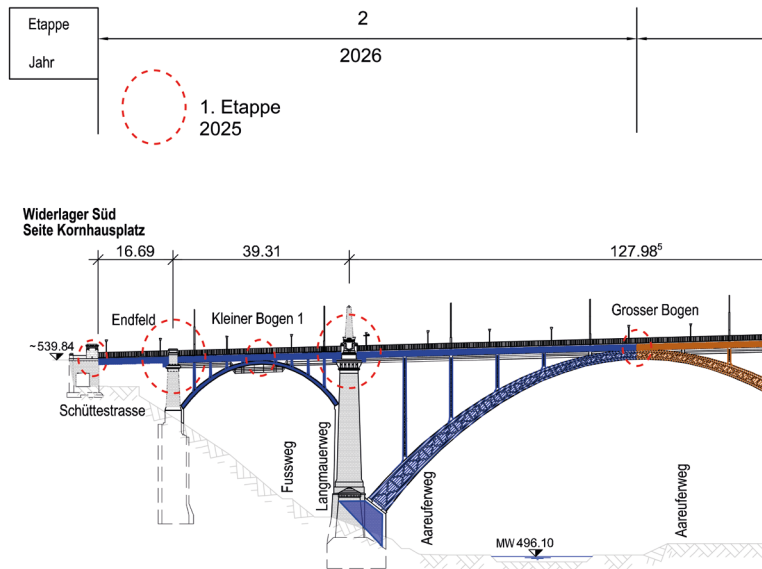 Etappe
2
Jahr
2026
1. Etappe
2025
Widerlager Süd
Seite Kornhausplatz
16.69
39.31
127.98⁵
Endfeld
Kleiner Bogen 1
Grosser Bogen
~539.84
Schüttestrasse
Fussweg
Langmauerweg
Aareuferweg
Aareuferweg
MW 496.10